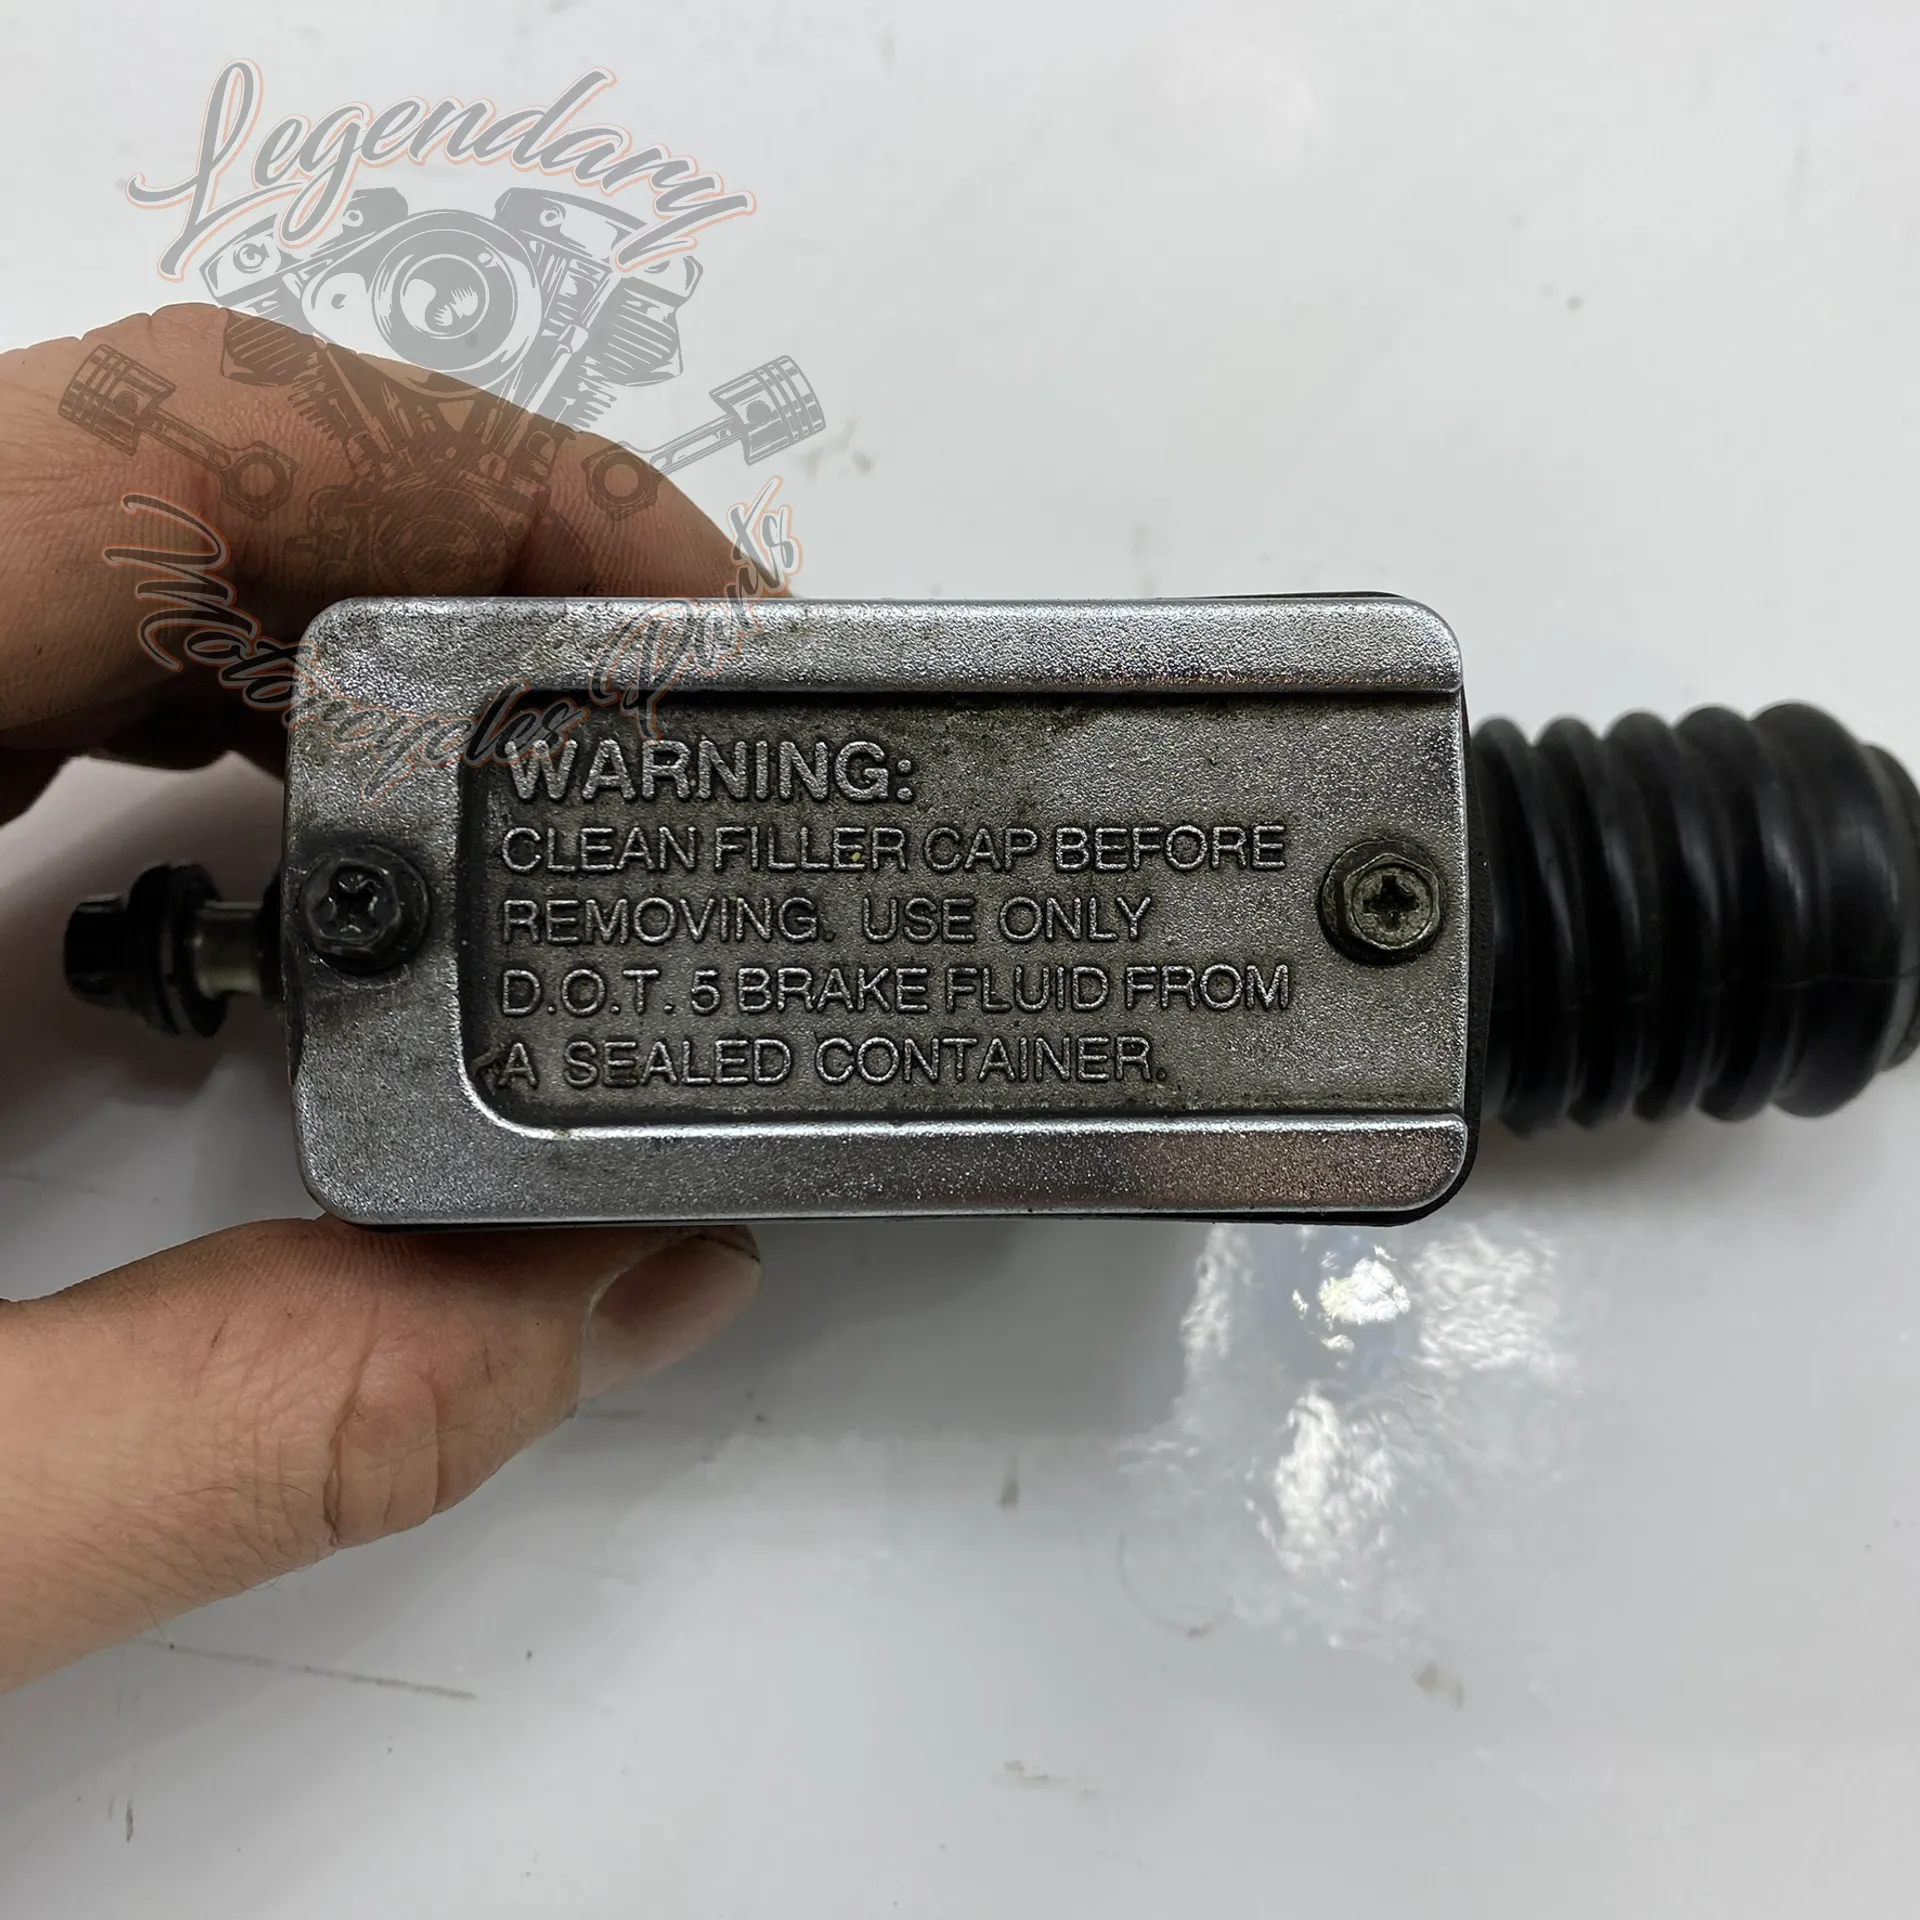 Legendary
Motorcycles Parts
WARNING:
CLEAN FILLER CAP BEFORE
REMOVING. USE ONLY
D.O.T. 5 BRAKE FLUID FROM
A SEALED CONTAINER.